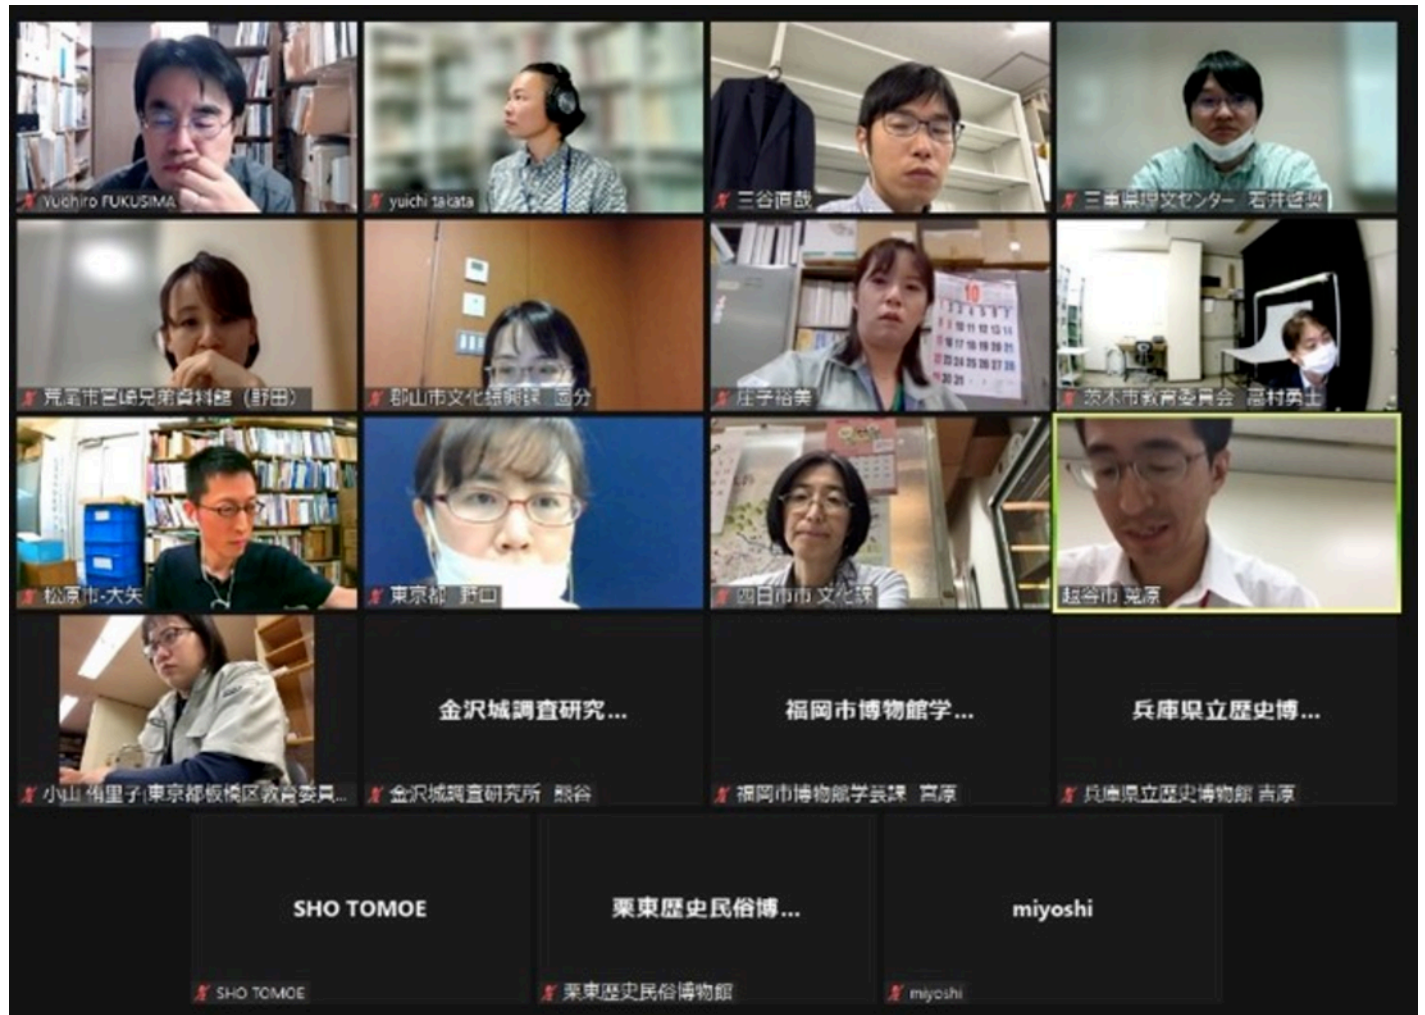 Yuchiro FUKUSIMA
yuichi takata
三谷直哉
三重県埋文センター 石井
荒尾市宮崎兄弟資料館（野田）
郡山市文化振興課 国分
庄子裕美
10
茨木市教育委員会 高村勇士
松原市-大矢
東京都 野口
四日市市 文化課
越谷市 莵原
小山 侑里子(東京都板橋区教育委員...
金沢城調査研究...
金沢城調査研究所 熊谷
福岡市博物館学...
福岡市博物館学芸課 宮原
兵庫県立歴史博...
兵庫県立歴史博物館 吉原
SHO TOMOE
SHO TOMOE
栗東歴史民俗博...
栗東歴史民俗博物館
miyoshi
miyoshi